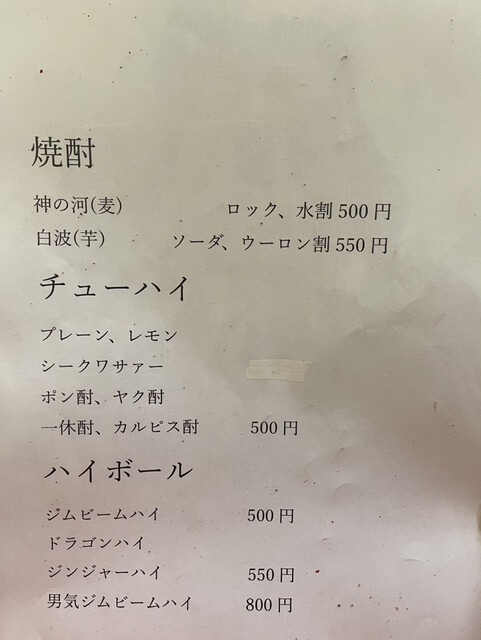 焼酎
神の河(麦) ロック、水割 500 円
白波(芋) ソーダ、ウーロン割 550 円
チューハイ
プレーン、レモン
シークワサァー
ポン酎、ヤク酎
一休酎、カルピス酎 500 円
ハイボール
ジムビームハイ 500 円
ドラゴンハイ
ジンジャーハイ 550 円
男気ジムビームハイ 800 円